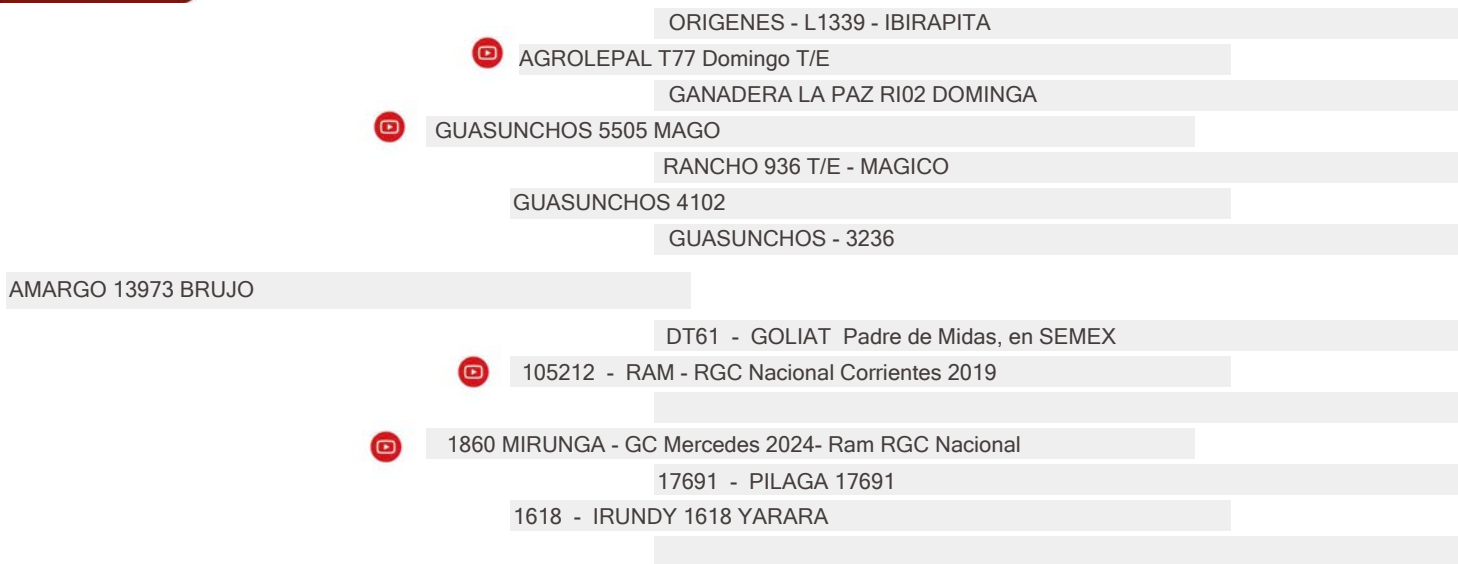 ORIGENES - L1339 - IBIRAPITA
AGROLEPAL T77 Domingo T/E
GANADERA LA PAZ RI02 DOMINGA
GUASUNCHOS 5505 MAGO
RANCHO 936 T/E - MAGICO
GUASUNCHOS 4102
GUASUNCHOS - 3236
AMARGO 13973 BRUJO
DT61 - GOLIAT Padre de Midas, en SEMEX
105212 - RAM - RGC Nacional Corrientes 2019
1860 MIRUNGA - GC Mercedes 2024- Ram RGC Nacional
17691 - PILAGA 17691
1618 - IRUNDY 1618 YARARA